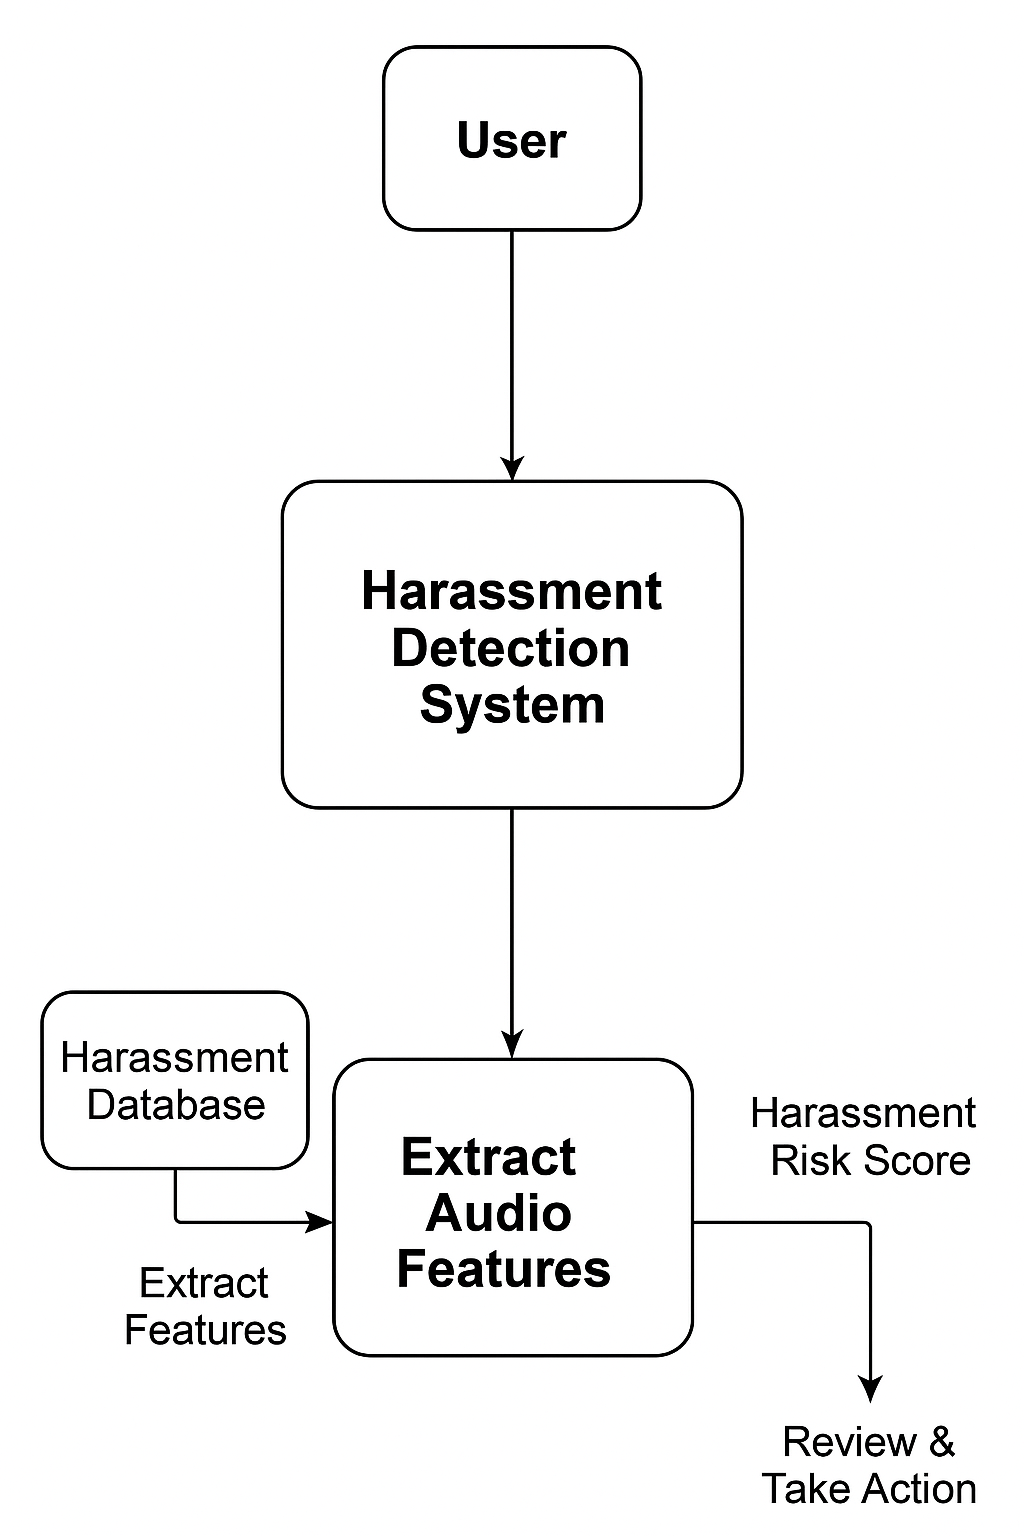 User
Harassment
Detection
System
Harassment
Database
Extract
Audio
Features
Harassment
Risk Score
Extract
Features
Review &
Take Action